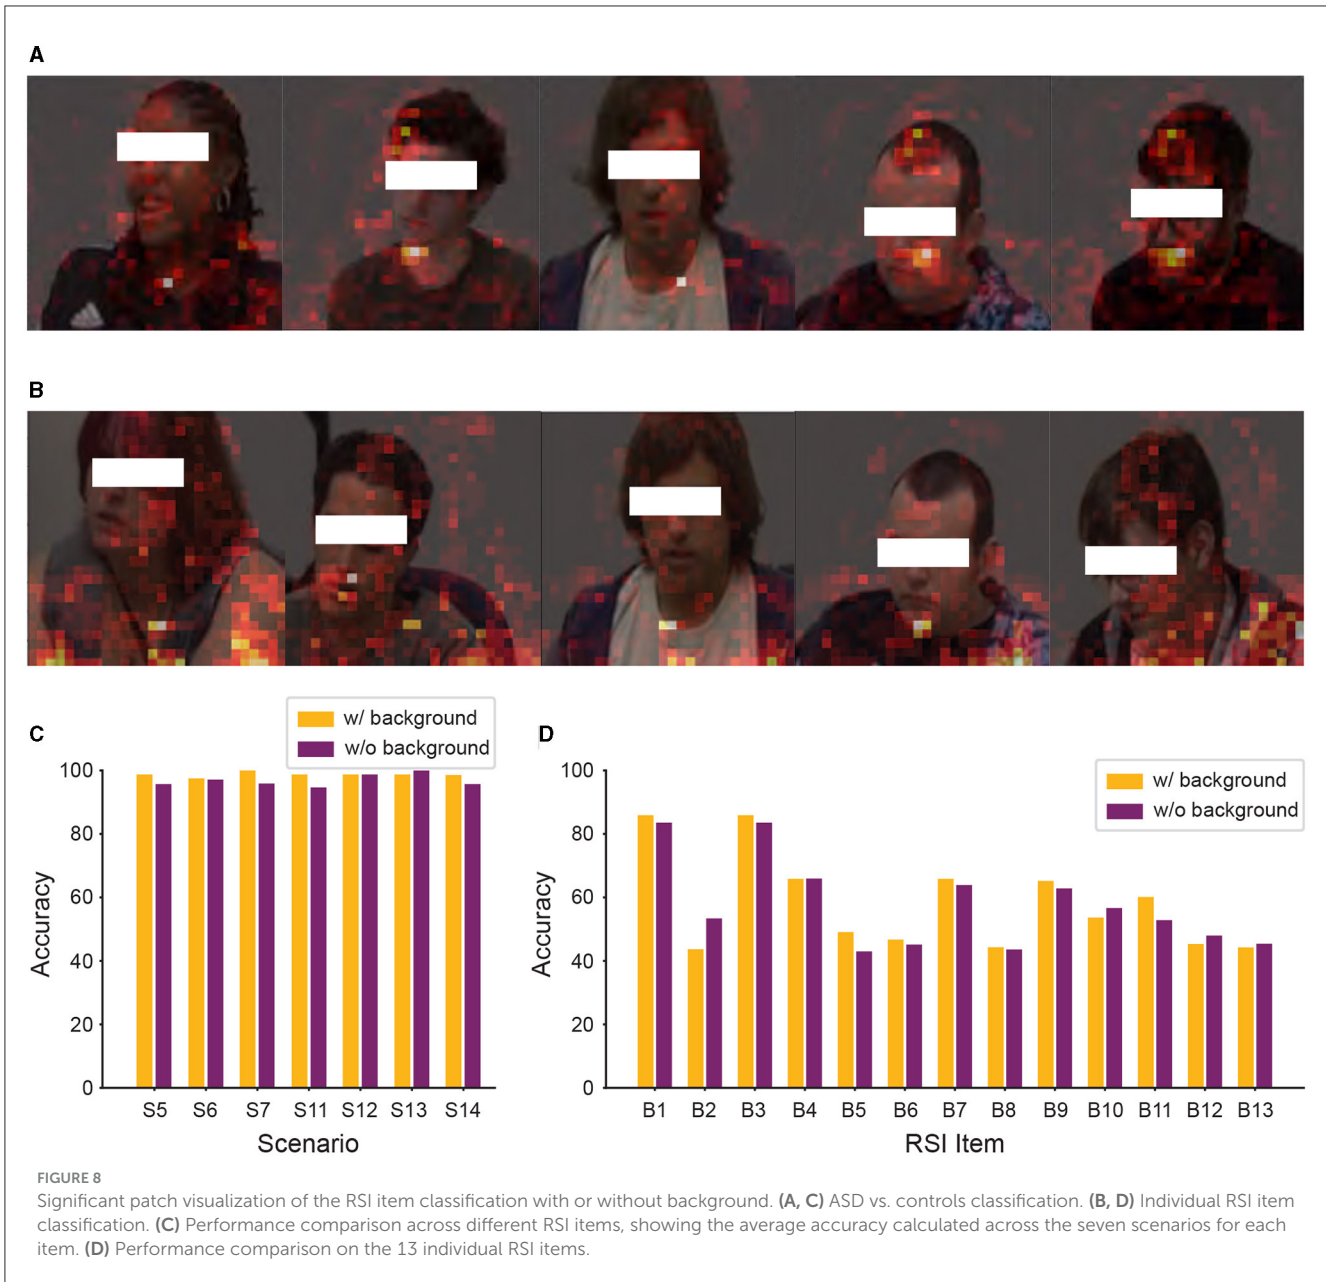 A
B
C
w/ background
w/o background
100
80
60
40
20
0
Accuracy
S5 S6 S7 S11 S12 S13 S14
Scenario
D
w/ background
w/o background
100
80
60
40
20
0
Accuracy
B1 B2 B3 B4 B5 B6 B7 B8 B9 B10 B11 B12 B13
RSI Item
FIGURE 8
Significant patch visualization of the RSI item classification with or without background. (A, C) ASD vs. controls classification. (B, D) Individual RSI item
classification. (C) Performance comparison across different RSI items, showing the average accuracy calculated across the seven scenarios for each
item. (D) Performance comparison on the 13 individual RSI items.